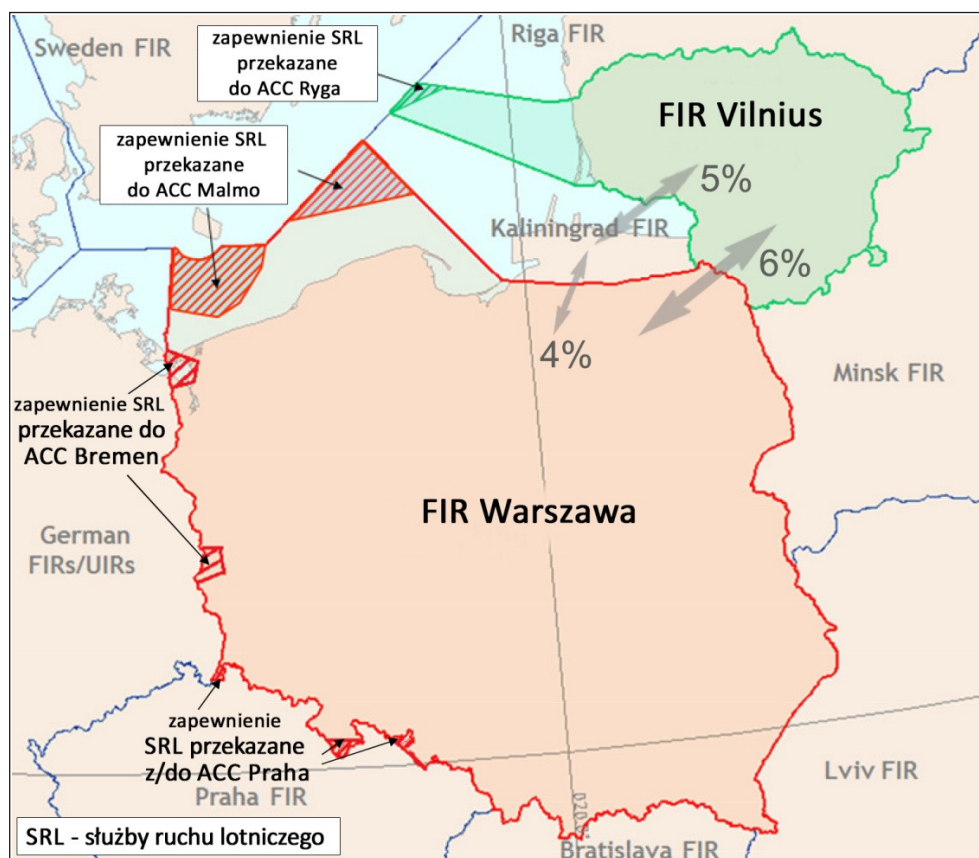 Sweden FIR
zapewnienie SRL
przekazane
do ACC Ryga
Riga FIR
zapewnienie SRL
przekazane
do ACC Malmo
FIR Vilnius
5%
Kaliningrad FIR
6%
4%
Minsk FIR
zapewnienie SRL
przekazane do
ACC Bremen
FIR Warszawa
German
FIRs/UIRs
zapewnienie
SRL przekazane
z/do ACC Praha
Praha FIR
Lviv FIR
SRL - służby ruchu lotniczego
Bratislava FIR